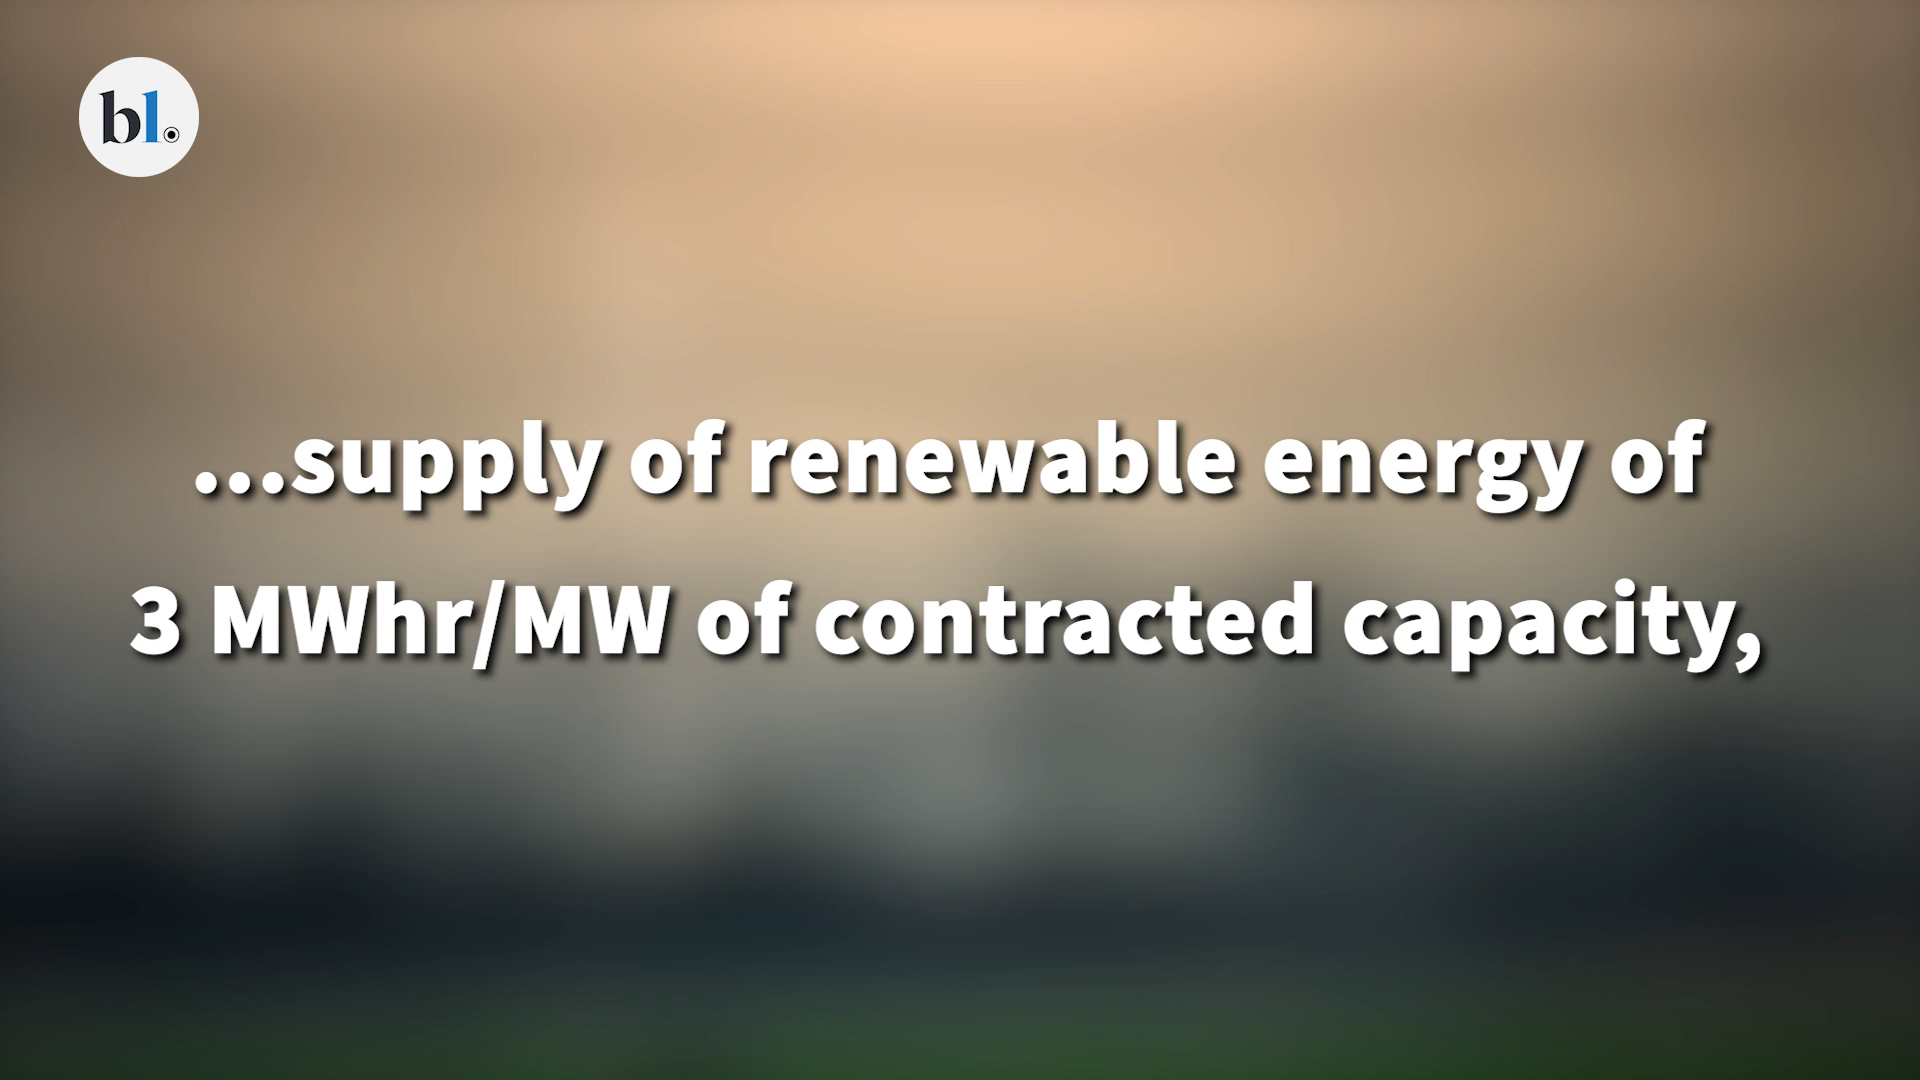 bl.
...supply of renewable energy of
3 MWhr/MW of contracted capacity,